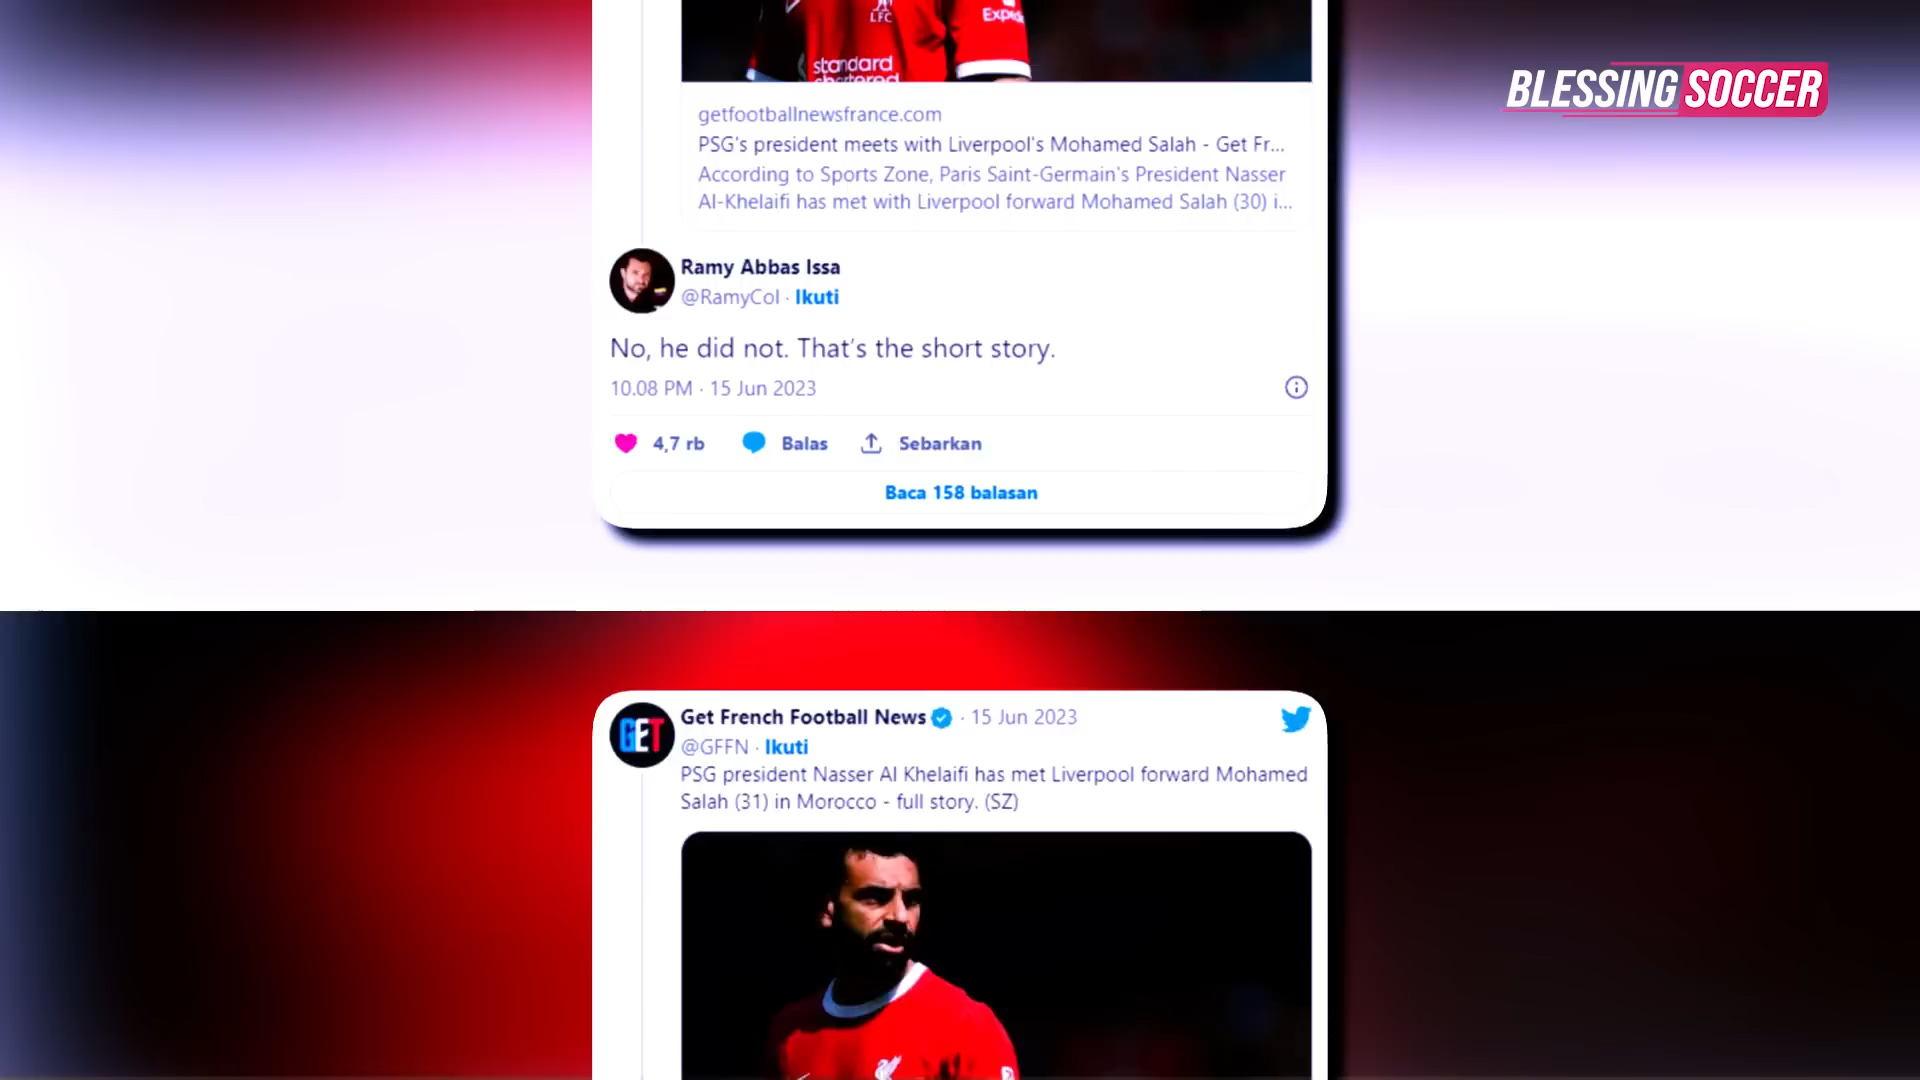 LFC
standard
chartered
BLESSING SOCCER
getfootballnewsfrance.com
PSG's president meets with Liverpool's Mohamed Salah - Get Fr...
According to Sports Zone, Paris Saint-Germain's President Nasser
Al-Khelaifi has met with Liverpool forward Mohamed Salah (30) i...
Ramy Abbas Issa
@RamyCol · Ikuti
No, he did not. That's the short story.
10.08 PM · 15 Jun 2023
4,7 rb Balas Sebarkan
Baca 158 balasan
GET
Get French Football News · 15 Jun 2023
@GFFN · Ikuti
PSG president Nasser Al Khelaifi has met Liverpool forward Mohamed
Salah (31) in Morocco - full story. (SZ)